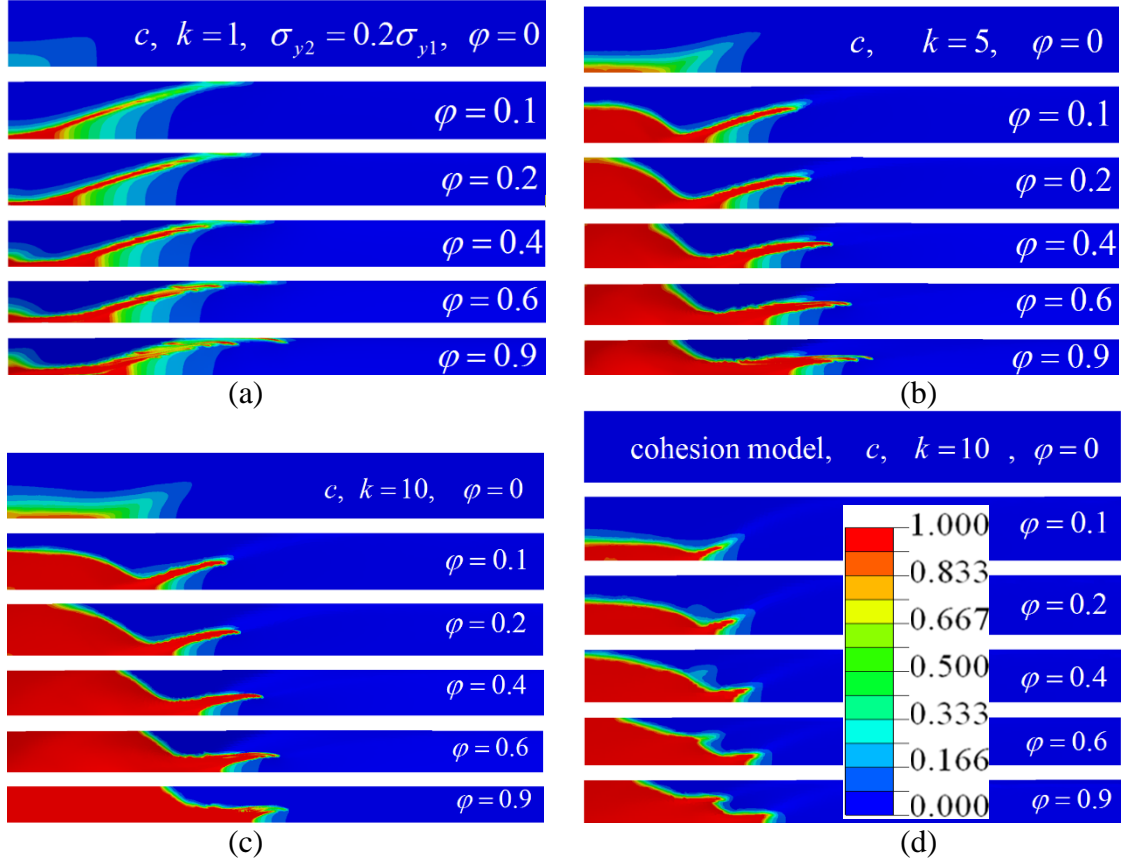 c, k = 1, σy2 = 0.2σy1, φ = 0
φ = 0.1
φ = 0.2
φ = 0.4
φ = 0.6
φ = 0.9
(a)
c, k = 5, φ = 0
φ = 0.1
φ = 0.2
φ = 0.4
φ = 0.6
φ = 0.9
(b)
c, k = 10, φ = 0
φ = 0.1
φ = 0.2
φ = 0.4
φ = 0.6
φ = 0.9
(c)
cohesion model, c, k = 10 , φ = 0
φ = 0.1
φ = 0.2
φ = 0.4
φ = 0.6
φ = 0.9
1.000
0.833
0.667
0.500
0.333
0.166
0.000
(d)